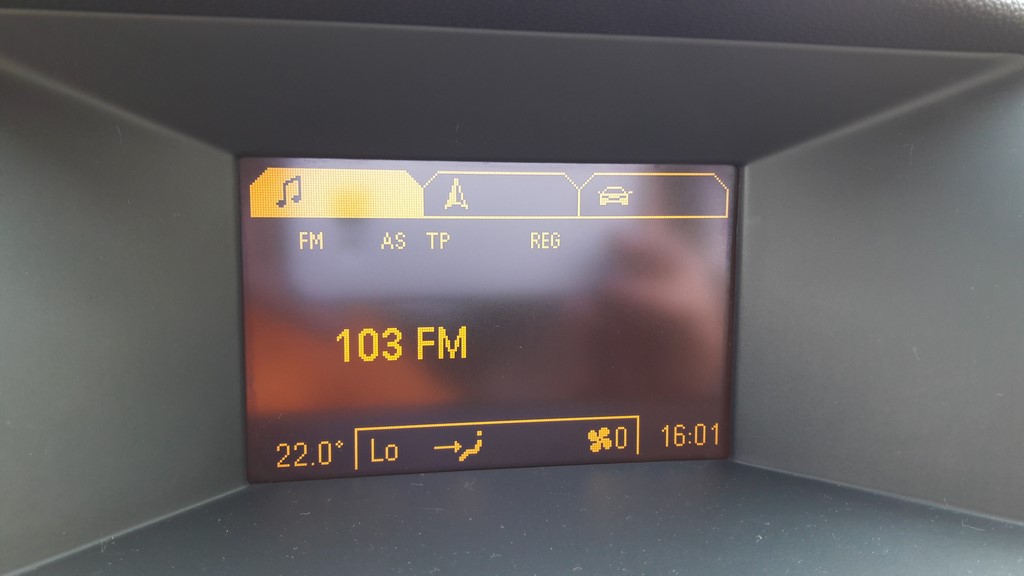 FM AS TP REG
103 FM
22.0° Lo 0 16:01